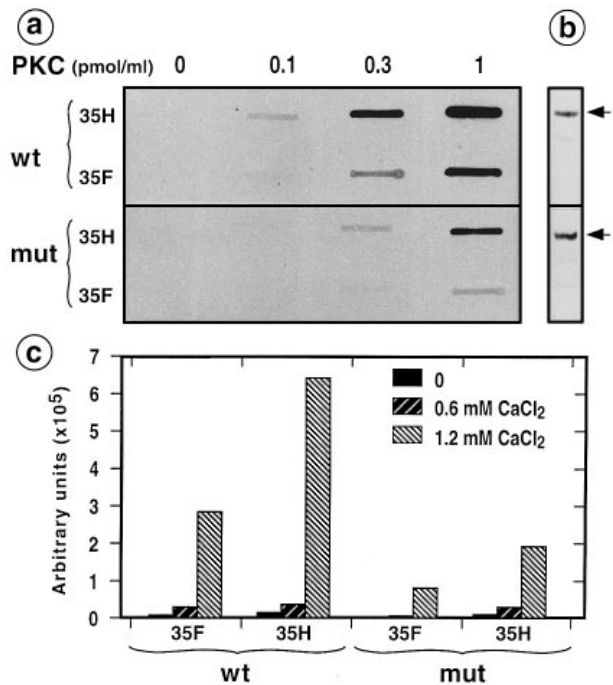 a
b
PKC (pmol/ml) 0 0.1 0.3 1
wt
35H
35F
mut
35H
35F
c
Arbitrary units (x10⁵)
7
6
5
4
3
2
1
0
0
0.6 mM CaCl₂
1.2 mM CaCl₂
35F 35H 35F 35H
wt mut